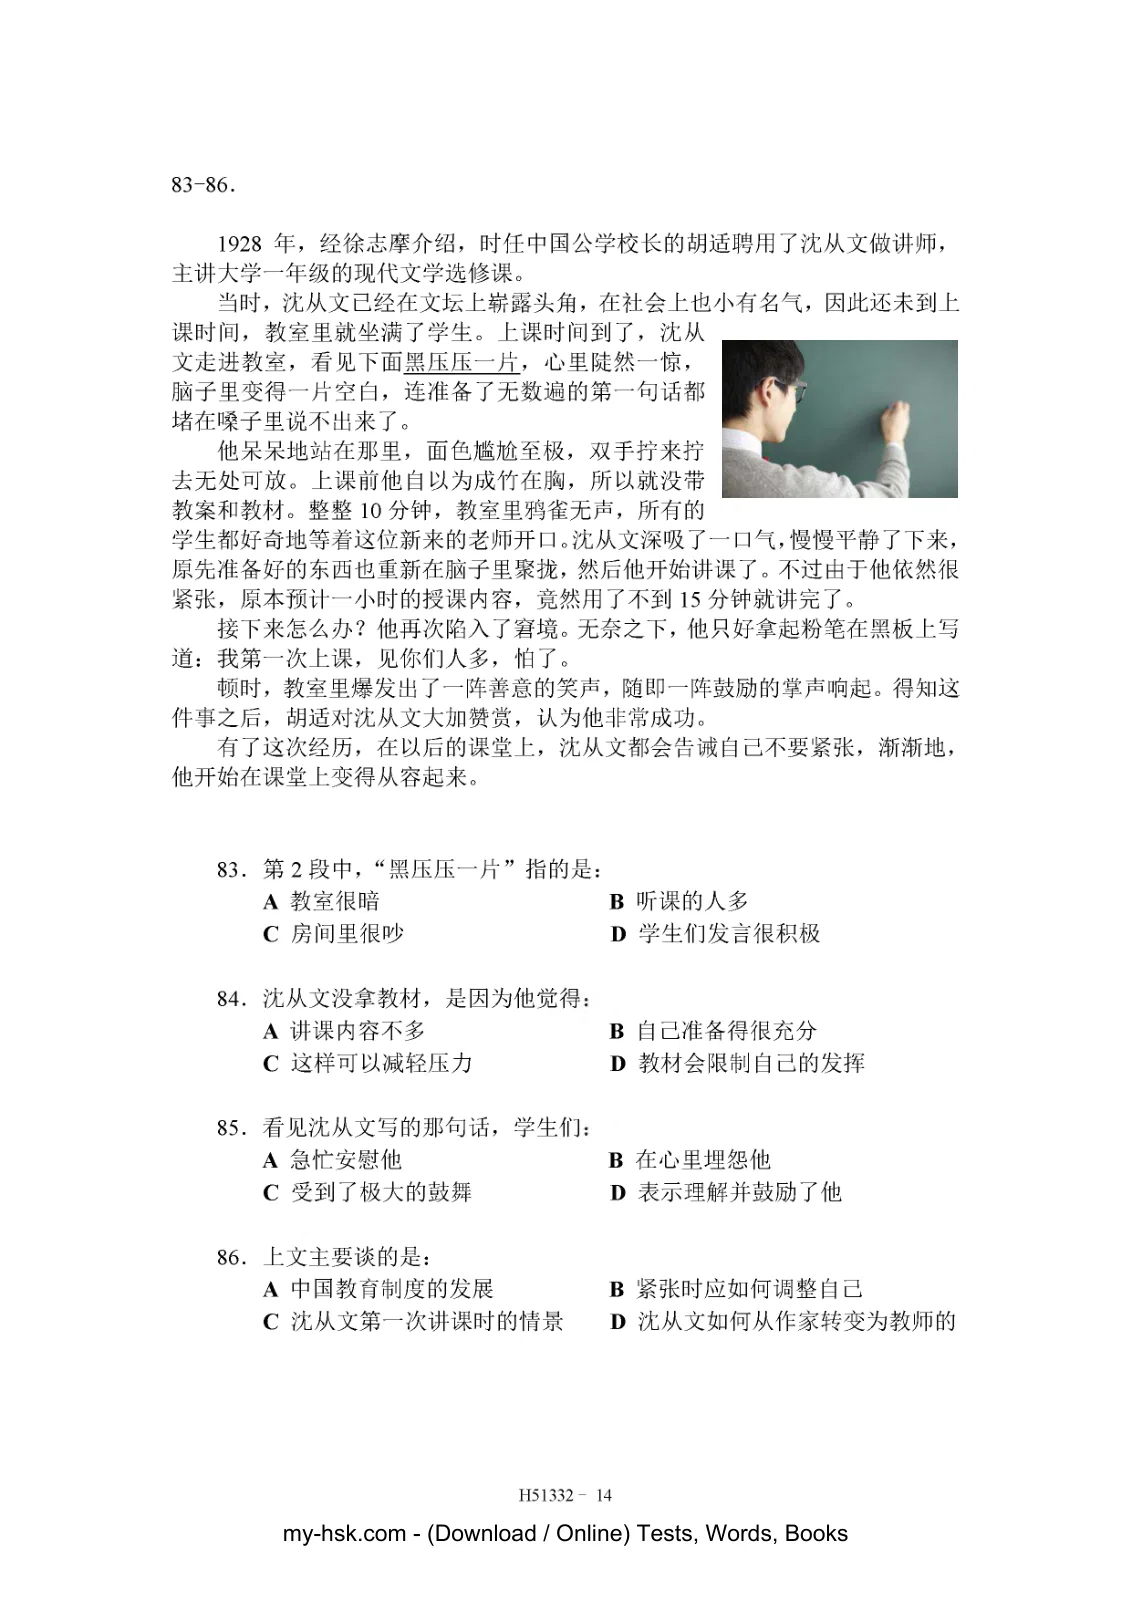 83-86．
1928 年，经徐志摩介绍，时任中国公学校长的胡适聘用了沈从文做讲师，
主讲大学一年级的现代文学选修课。
当时，沈从文已经在文坛上崭露头角，在社会上也小有名气，因此还未到上
课时间，教室里就坐满了学生。上课时间到了，沈从
文走进教室，看见下面黑压压一片，心里陡然一惊，
脑子里变得一片空白，连准备了无数遍的第一句话都
堵在嗓子里说不出来了。
他呆呆地站在那里，面色尴尬至极，双手拧来拧
去无处可放。上课前他自以为成竹在胸，所以就没带
教案和教材。整整 10 分钟，教室里鸦雀无声，所有的
学生都好奇地等着这位新来的老师开口。沈从文深吸了一口气，慢慢平静了下来，
原先准备好的东西也重新在脑子里聚拢，然后他开始讲课了。不过由于他依然很
紧张，原本预计一小时的授课内容，竟然用了不到 15 分钟就讲完了。
接下来怎么办？他再次陷入了窘境。无奈之下，他只好拿起粉笔在黑板上写
道：我第一次上课，见你们人多，怕了。
顿时，教室里爆发出了一阵善意的笑声，随即一阵鼓励的掌声响起。得知这
件事之后，胡适对沈从文大加赞赏，认为他非常成功。
有了这次经历，在以后的课堂上，沈从文都会告诫自己不要紧张，渐渐地，
他开始在课堂上变得从容起来。
83．第 2 段中，“黑压压一片”指的是：
A 教室很暗 B 听课的人多
C 房间里很吵 D 学生们发言很积极
84．沈从文没拿教材，是因为他觉得：
A 讲课内容不多 B 自己准备得很充分
C 这样可以减轻压力 D 教材会限制自己的发挥
85．看见沈从文写的那句话，学生们：
A 急忙安慰他 B 在心里埋怨他
C 受到了极大的鼓舞 D 表示理解并鼓励了他
86．上文主要谈的是：
A 中国教育制度的发展 B 紧张时应如何调整自己
C 沈从文第一次讲课时的情景 D 沈从文如何从作家转变为教师的
H51332 - 14
my-hsk.com - (Download / Online) Tests, Words, Books